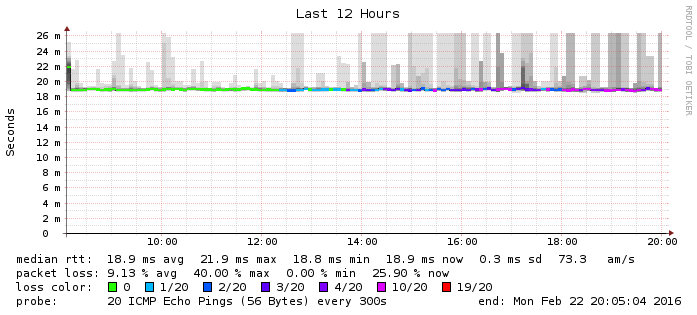 Last 12 Hours
RRDTOOL / TOBI OETIKER
Seconds
26 m
24 m
22 m
20 m
18 m
16 m
14 m
12 m
10 m
8 m
6 m
4 m
2 m
0
10:00 12:00 14:00 16:00 18:00 20:00
median rtt: 18.9 ms avg 21.9 ms max 18.8 ms min 18.9 ms now 0.3 ms sd 73.3 am/s
packet loss: 9.13 % avg 40.00 % max 0.00 % min 25.90 % now
loss color: 0 1/20 2/20 3/20 4/20 10/20 19/20
probe: 20 ICMP Echo Pings (56 Bytes) every 300s end: Mon Feb 22 20:05:04 2016